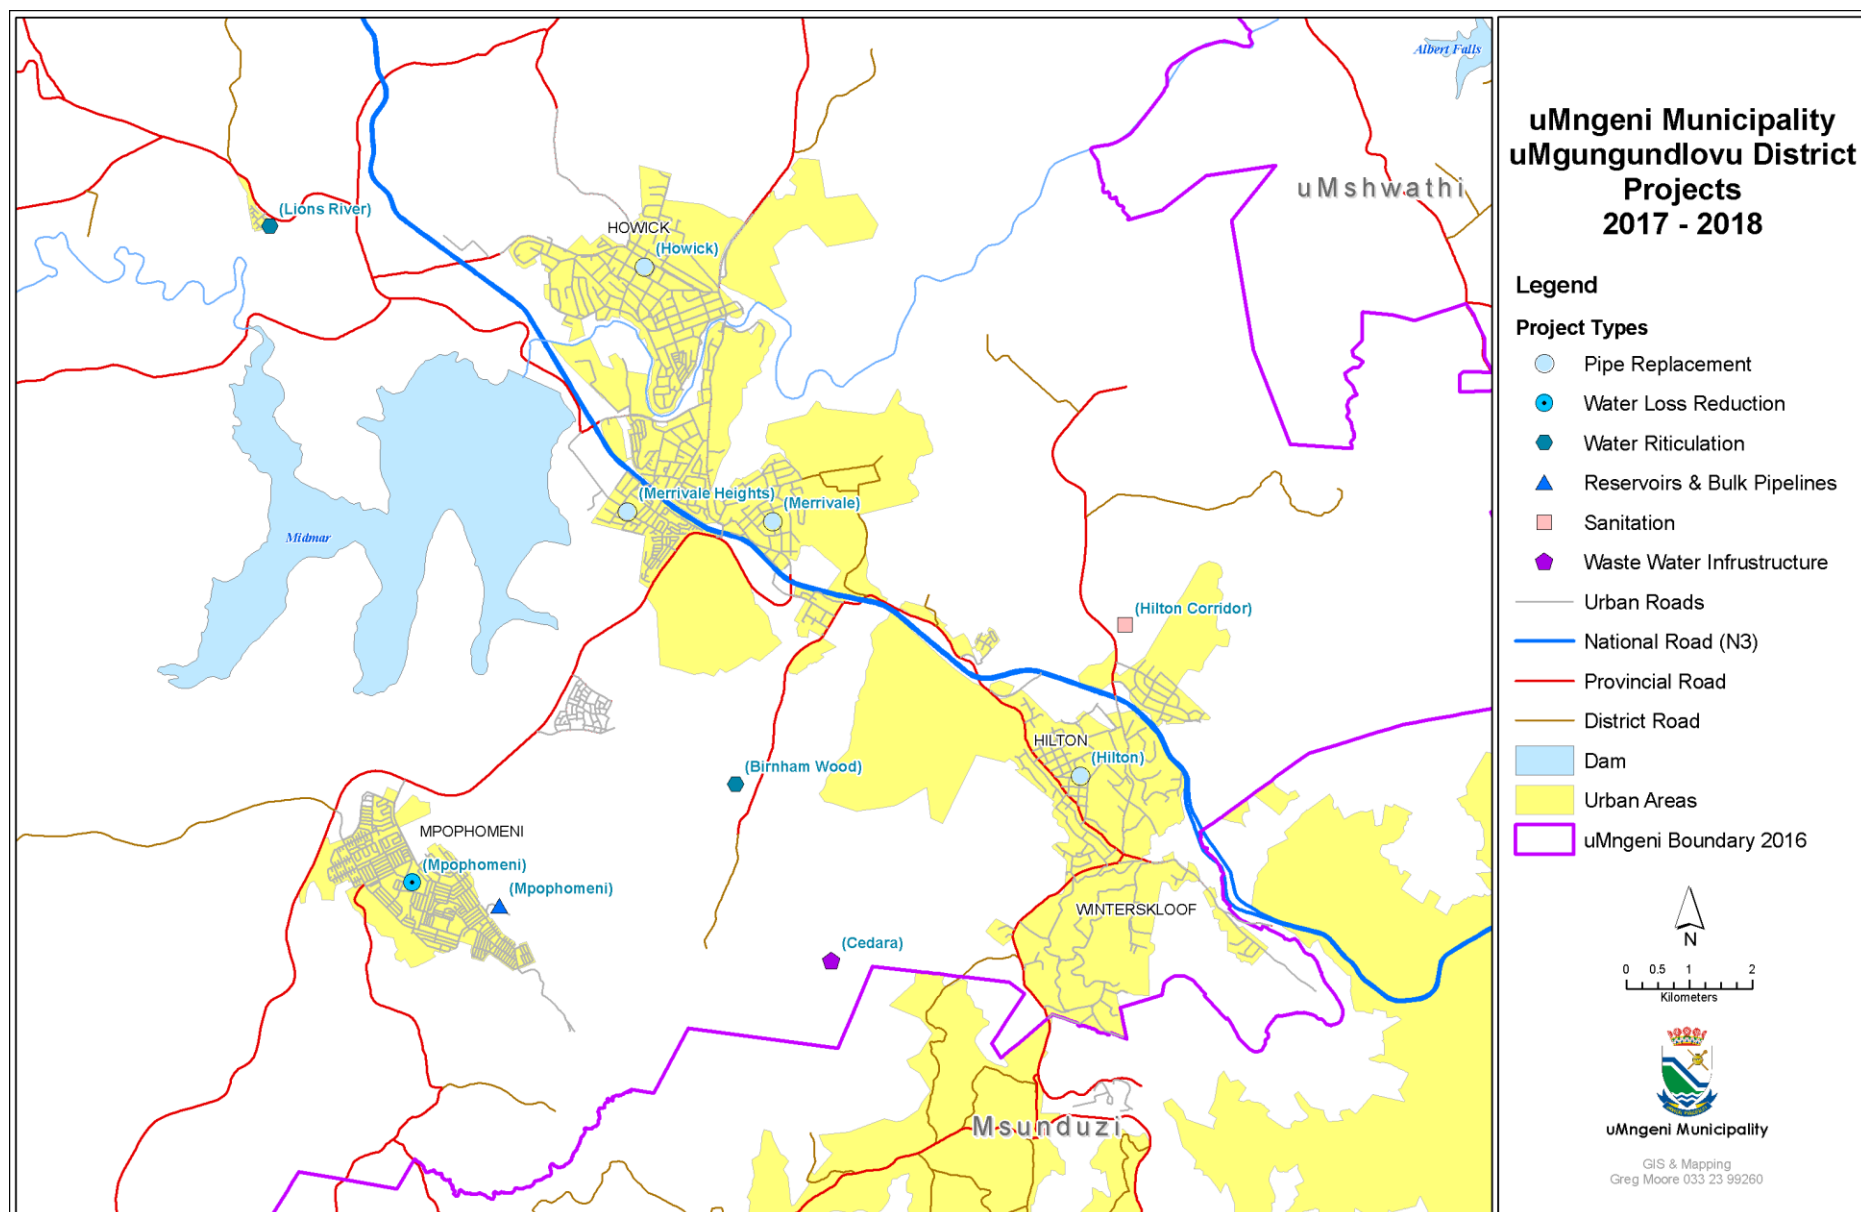 Albert Falls
uMshwathi
(Lions River)
HOWICK
(Howick)
(Merrivale Heights)
(Merrivale)
Midmar
(Hilton Corridor)
HILTON
(Hilton)
(Birnham Wood)
MPOPHOMENI
(Mpophomeni)
(Mpophomeni)
WINTERSKLOOF
(Cedara)
Msunduzi
uMngeni Municipality
uMgungundlovu District
Projects
2017 - 2018
Legend
Project Types
Pipe Replacement
Water Loss Reduction
Water Riticulation
Reservoirs & Bulk Pipelines
Sanitation
Waste Water Infrustructure
Urban Roads
National Road (N3)
Provincial Road
District Road
Dam
Urban Areas
uMngeni Boundary 2016
N
0 0.5 1 2
Kilometers
uMngeni Municipality
GIS & Mapping
Greg Moore 033 23 99260